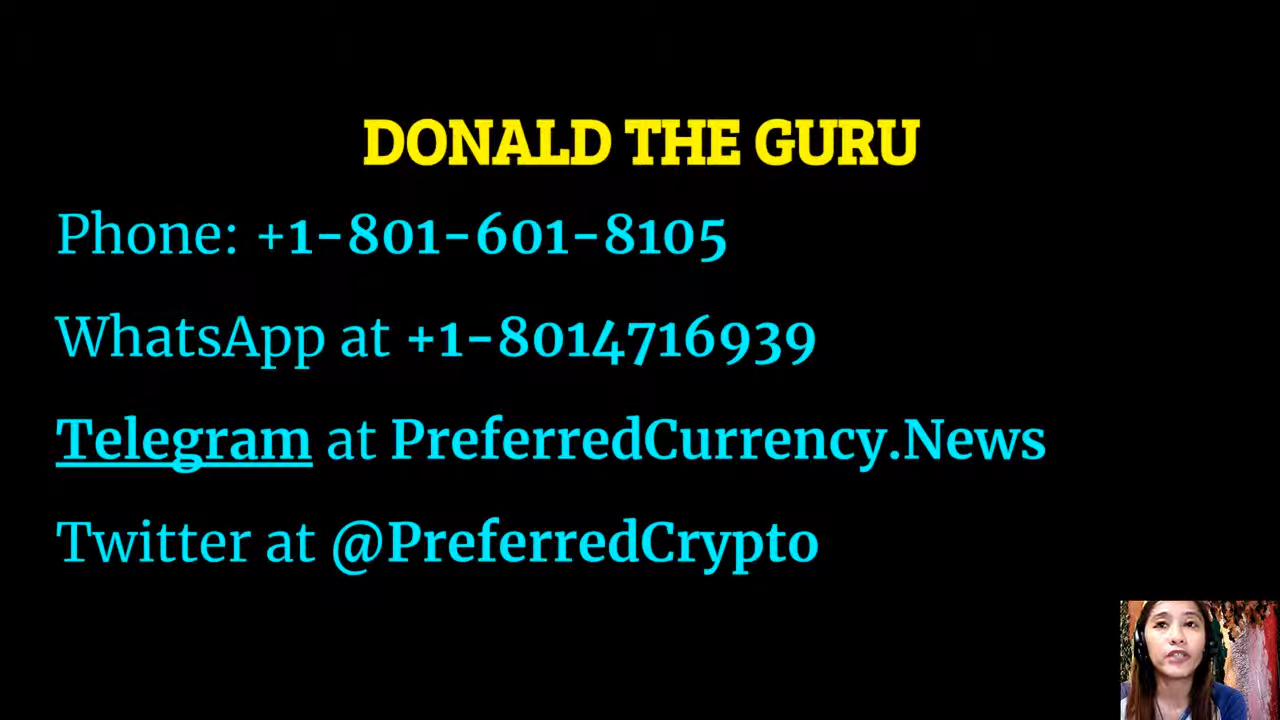 DONALD THE GURU
Phone: +1-801-601-8105
WhatsApp at +1-8014716939
Telegram at PreferredCurrency.News
Twitter at @PreferredCrypto